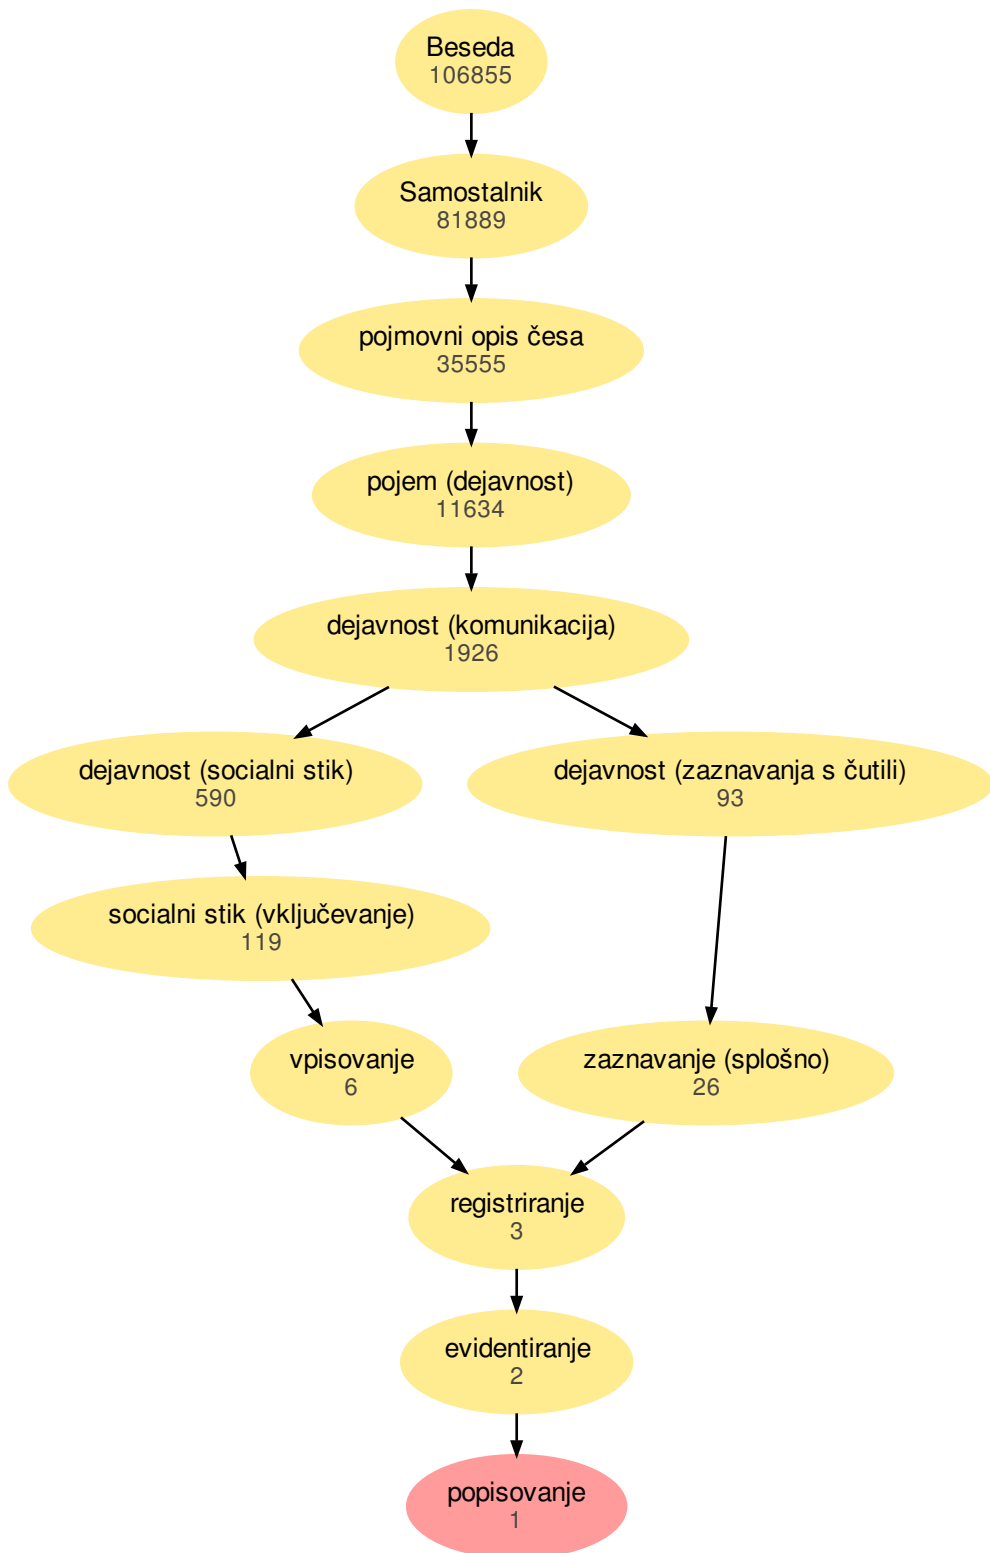 Beseda
106855
Samostalnik
81889
pojmovni opis česa
35555
pojem (dejavnost)
11634
dejavnost (komunikacija)
1926
dejavnost (socialni stik)
590
dejavnost (zaznavanja s čutili)
93
socialni stik (vključevanje)
119
vpisovanje
6
zaznavanje (splošno)
26
registriranje
3
evidentiranje
2
popisovanje
1